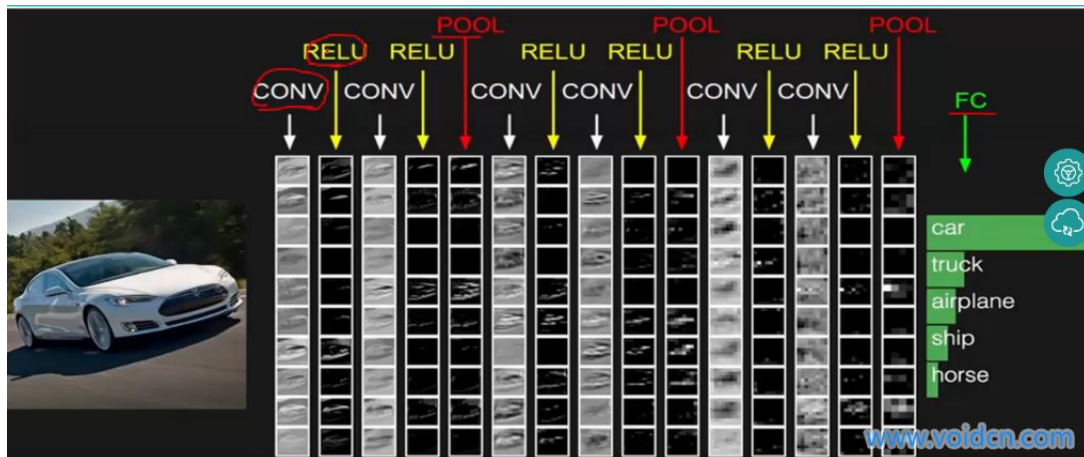 POOL POOL POOL
RELU RELU RELU RELU RELU RELU
CONV CONV CONV CONV CONV CONV
FC
car
truck
airplane
ship
horse
www.voidcn.com